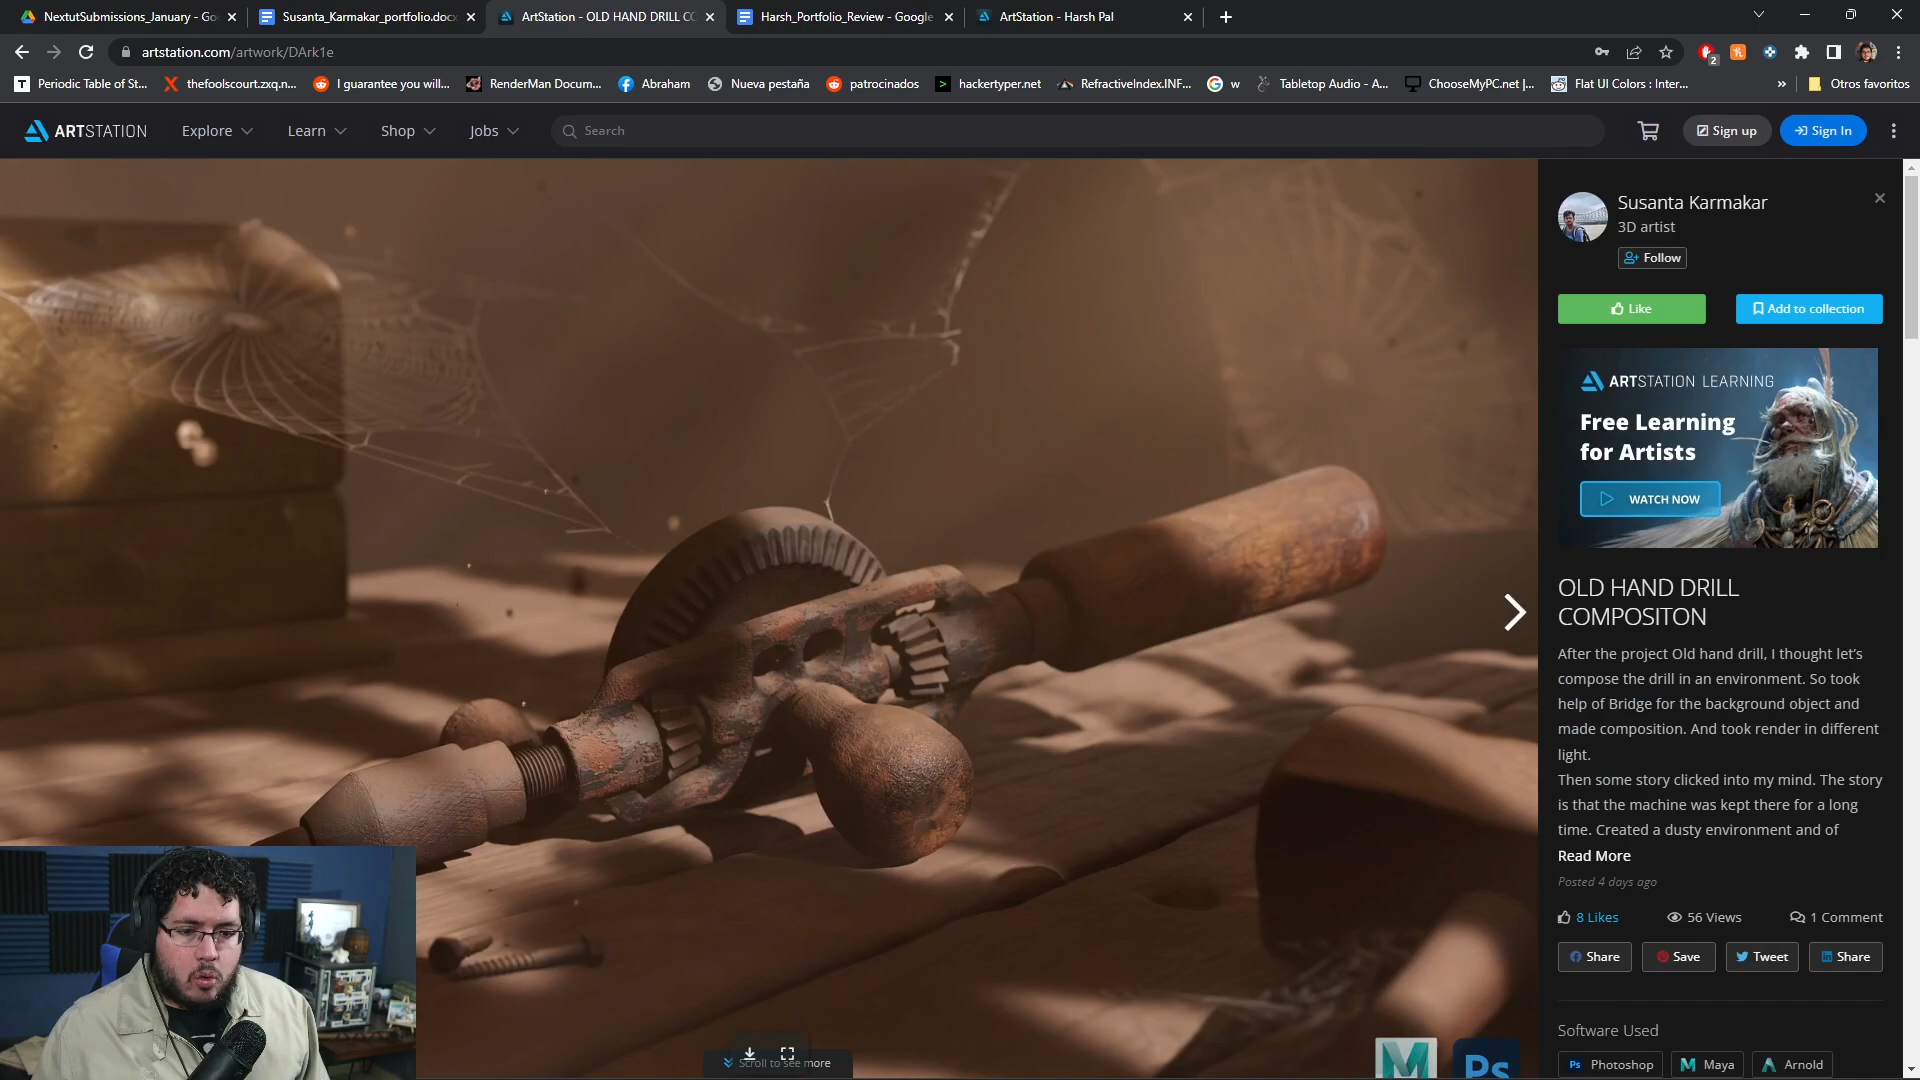 NextutSubmissions_January - Go
Susanta_Karmakar_portfolio.docx
ArtStation - OLD HAND DRILL CO
Harsh_Portfolio_Review - Google
ArtStation - Harsh Pal
artstation.com/artwork/DArk1e
2
Periodic Table of St...
thefoolscourt.zxq.n...
I guarantee you will...
RenderMan Docum...
Abraham
Nueva pestaña
patrocinados
hackertyper.net
RefractiveIndex.INF...
w
Tabletop Audio - A...
ChooseMyPC.net |...
Flat UI Colors : Inter...
»
Otros favoritos
ARTSTATION
Explore
Learn
Shop
Jobs
Search
Sign up
Sign In
Susanta Karmakar
3D artist
Follow
Like
Add to collection
ARTSTATION LEARNING
Free Learning
for Artists
WATCH NOW
OLD HAND DRILL
COMPOSITON
After the project Old hand drill, I thought let's
compose the drill in an environment. So took
help of Bridge for the background object and
made composition. And took render in different
light.
Then some story clicked into my mind. The story
is that the machine was kept there for a long
time. Created a dusty environment and of
Read More
Posted 4 days ago
8 Likes
56 Views
1 Comment
Share
Save
Tweet
Share
Software Used
Ps Photoshop
M Maya
Arnold
Scroll to see more
M
Ps